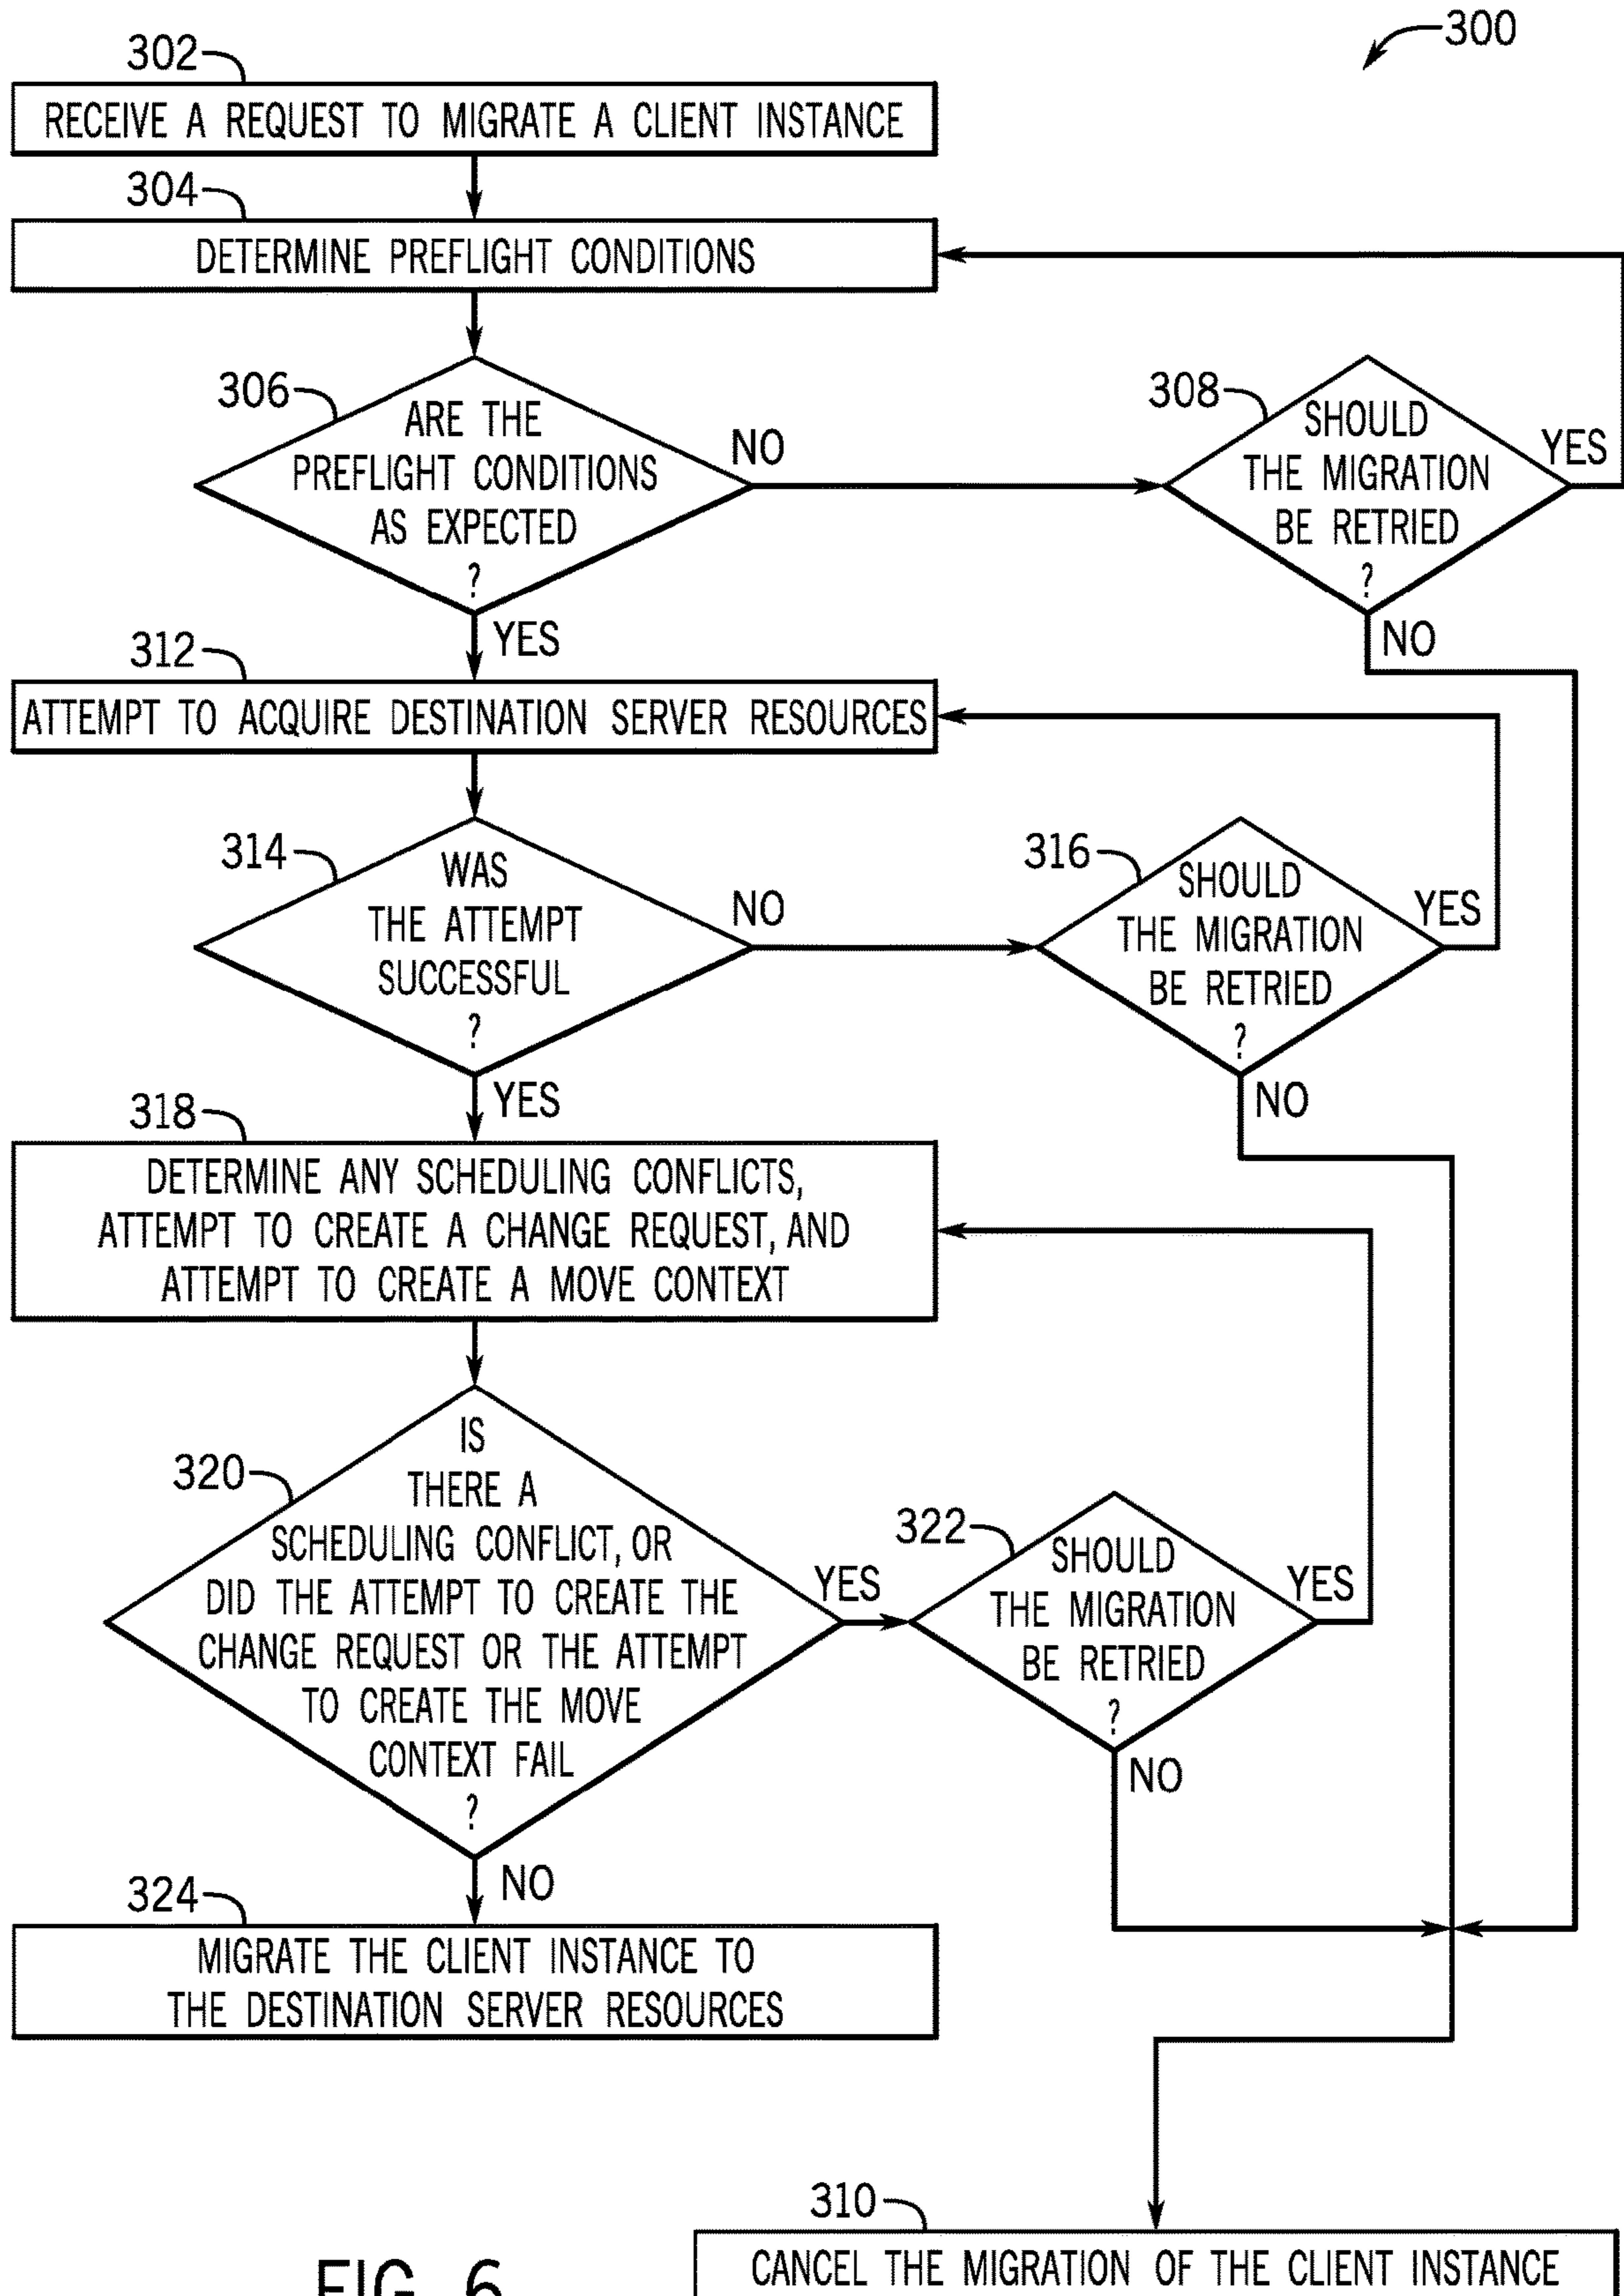 300
302
RECEIVE A REQUEST TO MIGRATE A CLIENT INSTANCE
304
DETERMINE PREFLIGHT CONDITIONS
306
ARE THE
PREFLIGHT CONDITIONS
AS EXPECTED
?
NO
YES
308
SHOULD
THE MIGRATION
BE RETRIED
?
YES
NO
312
ATTEMPT TO ACQUIRE DESTINATION SERVER RESOURCES
314
WAS
THE ATTEMPT
SUCCESSFUL
?
NO
YES
316
SHOULD
THE MIGRATION
BE RETRIED
?
YES
NO
318
DETERMINE ANY SCHEDULING CONFLICTS,
ATTEMPT TO CREATE A CHANGE REQUEST, AND
ATTEMPT TO CREATE A MOVE CONTEXT
320
IS
THERE A
SCHEDULING CONFLICT, OR
DID THE ATTEMPT TO CREATE THE
CHANGE REQUEST OR THE ATTEMPT
TO CREATE THE MOVE
CONTEXT FAIL
?
YES
NO
322
SHOULD
THE MIGRATION
BE RETRIED
?
YES
NO
324
MIGRATE THE CLIENT INSTANCE TO
THE DESTINATION SERVER RESOURCES
310
CANCEL THE MIGRATION OF THE CLIENT INSTANCE
FIG. 6